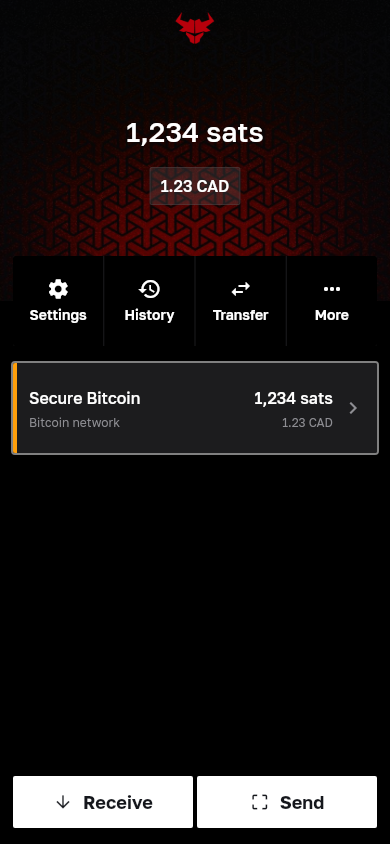 1,234 sats
1.23 CAD
Settings
History
Transfer
More
Secure Bitcoin
1,234 sats
Bitcoin network
1.23 CAD
Receive
Send